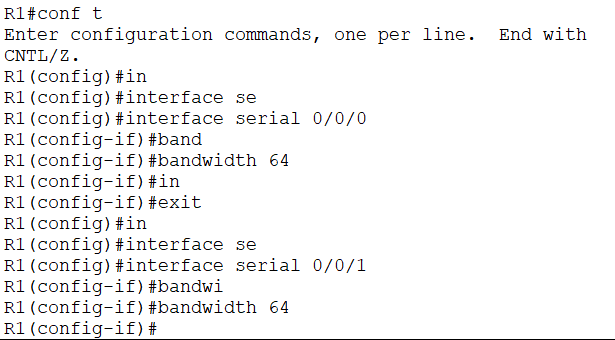 R1#conf t
Enter configuration commands, one per line.  End with
CNTL/Z.
R1(config)#in
R1(config)#interface se
R1(config)#interface serial 0/0/0
R1(config-if)#band
R1(config-if)#bandwidth 64
R1(config-if)#in
R1(config-if)#exit
R1(config)#in
R1(config)#interface se
R1(config)#interface serial 0/0/1
R1(config-if)#bandwi
R1(config-if)#bandwidth 64
R1(config-if)#